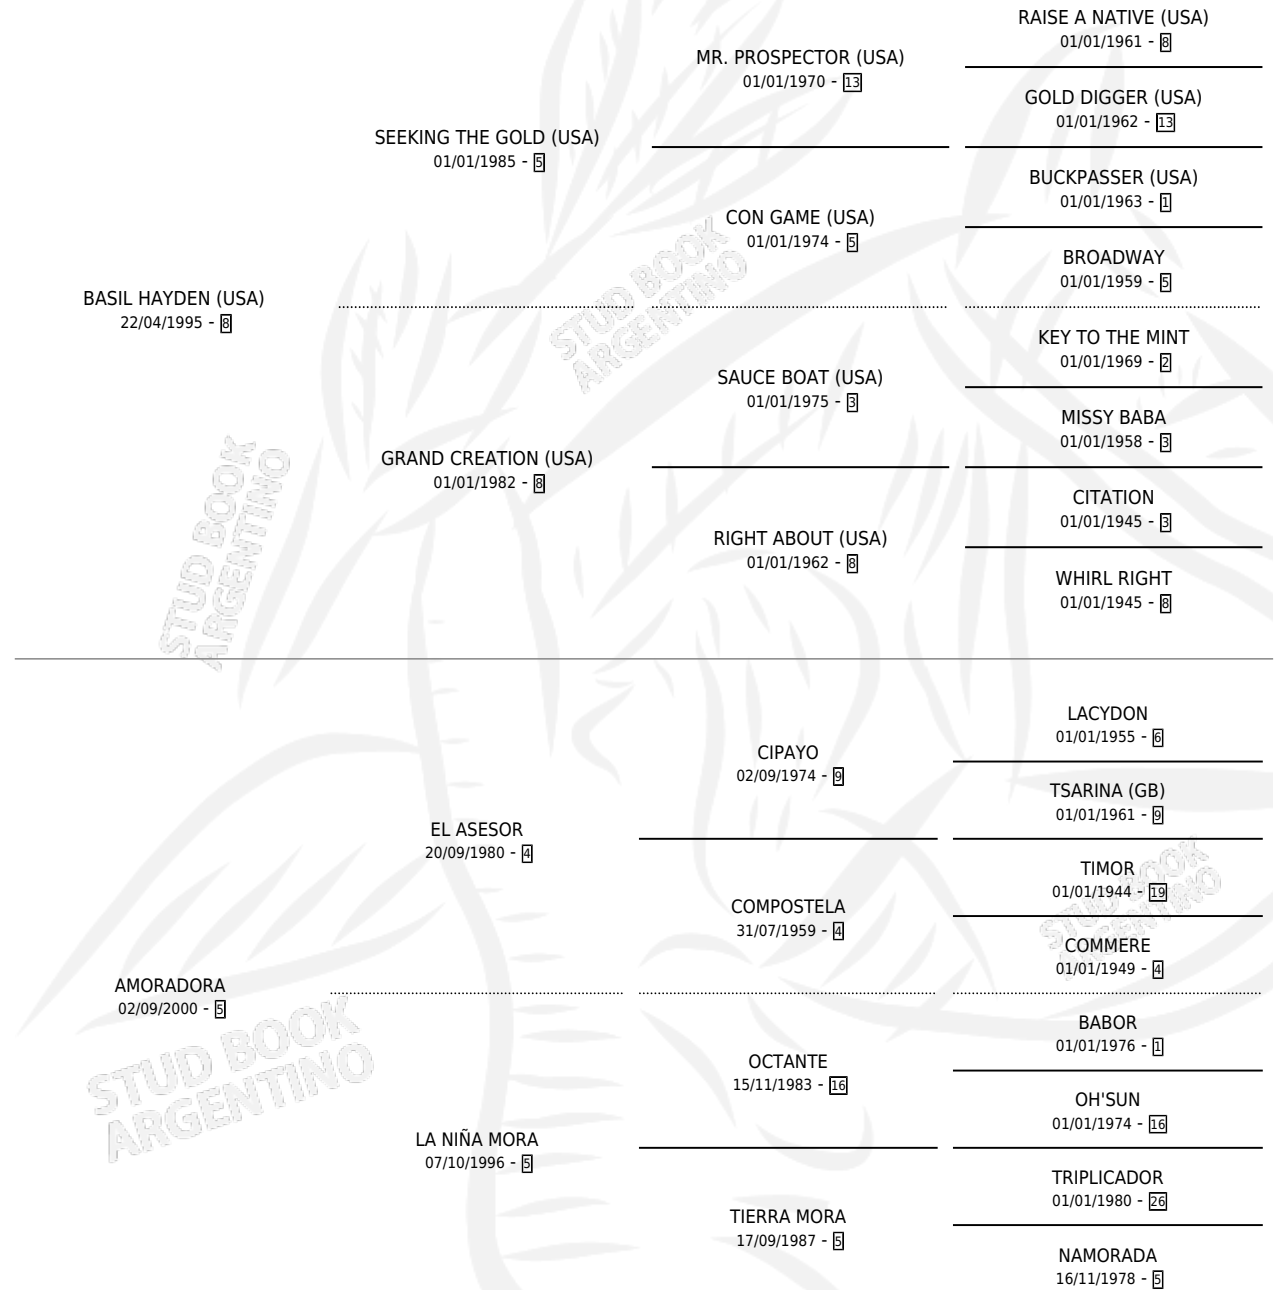 RAISE A NATIVE (USA)
01/01/1961 - 8
MR. PROSPECTOR (USA)
01/01/1970 - 13
GOLD DIGGER (USA)
01/01/1962 - 13
SEEKING THE GOLD (USA)
01/01/1985 - 5
BUCKPASSER (USA)
01/01/1963 - 1
CON GAME (USA)
01/01/1974 - 5
BROADWAY
01/01/1959 - 5
BASIL HAYDEN (USA)
22/04/1995 - 8
KEY TO THE MINT
01/01/1969 - 2
SAUCE BOAT (USA)
01/01/1975 - 3
MISSY BABA
01/01/1958 - 3
GRAND CREATION (USA)
01/01/1982 - 8
CITATION
01/01/1945 - 3
RIGHT ABOUT (USA)
01/01/1962 - 8
WHIRL RIGHT
01/01/1945 - 8
LACYDON
01/01/1955 - 6
CIPAYO
02/09/1974 - 9
TSARINA (GB)
01/01/1961 - 9
EL ASESOR
20/09/1980 - 4
TIMOR
01/01/1944 - 19
COMPOSTELA
31/07/1959 - 4
COMMERE
01/01/1949 - 4
AMORADORA
02/09/2000 - 5
BABOR
01/01/1976 - 1
OCTANTE
15/11/1983 - 16
OH'SUN
01/01/1974 - 16
LA NIÑA MORA
07/10/1996 - 5
TRIPLICADOR
01/01/1980 - 26
TIERRA MORA
17/09/1987 - 5
NAMORADA
16/11/1978 - 5
STUD BOOK
ARGENTINO
STUD BOOK
ARGENTINO
STUD BOOK
ARGENTINO
STUD BOOK
ARGENTINO